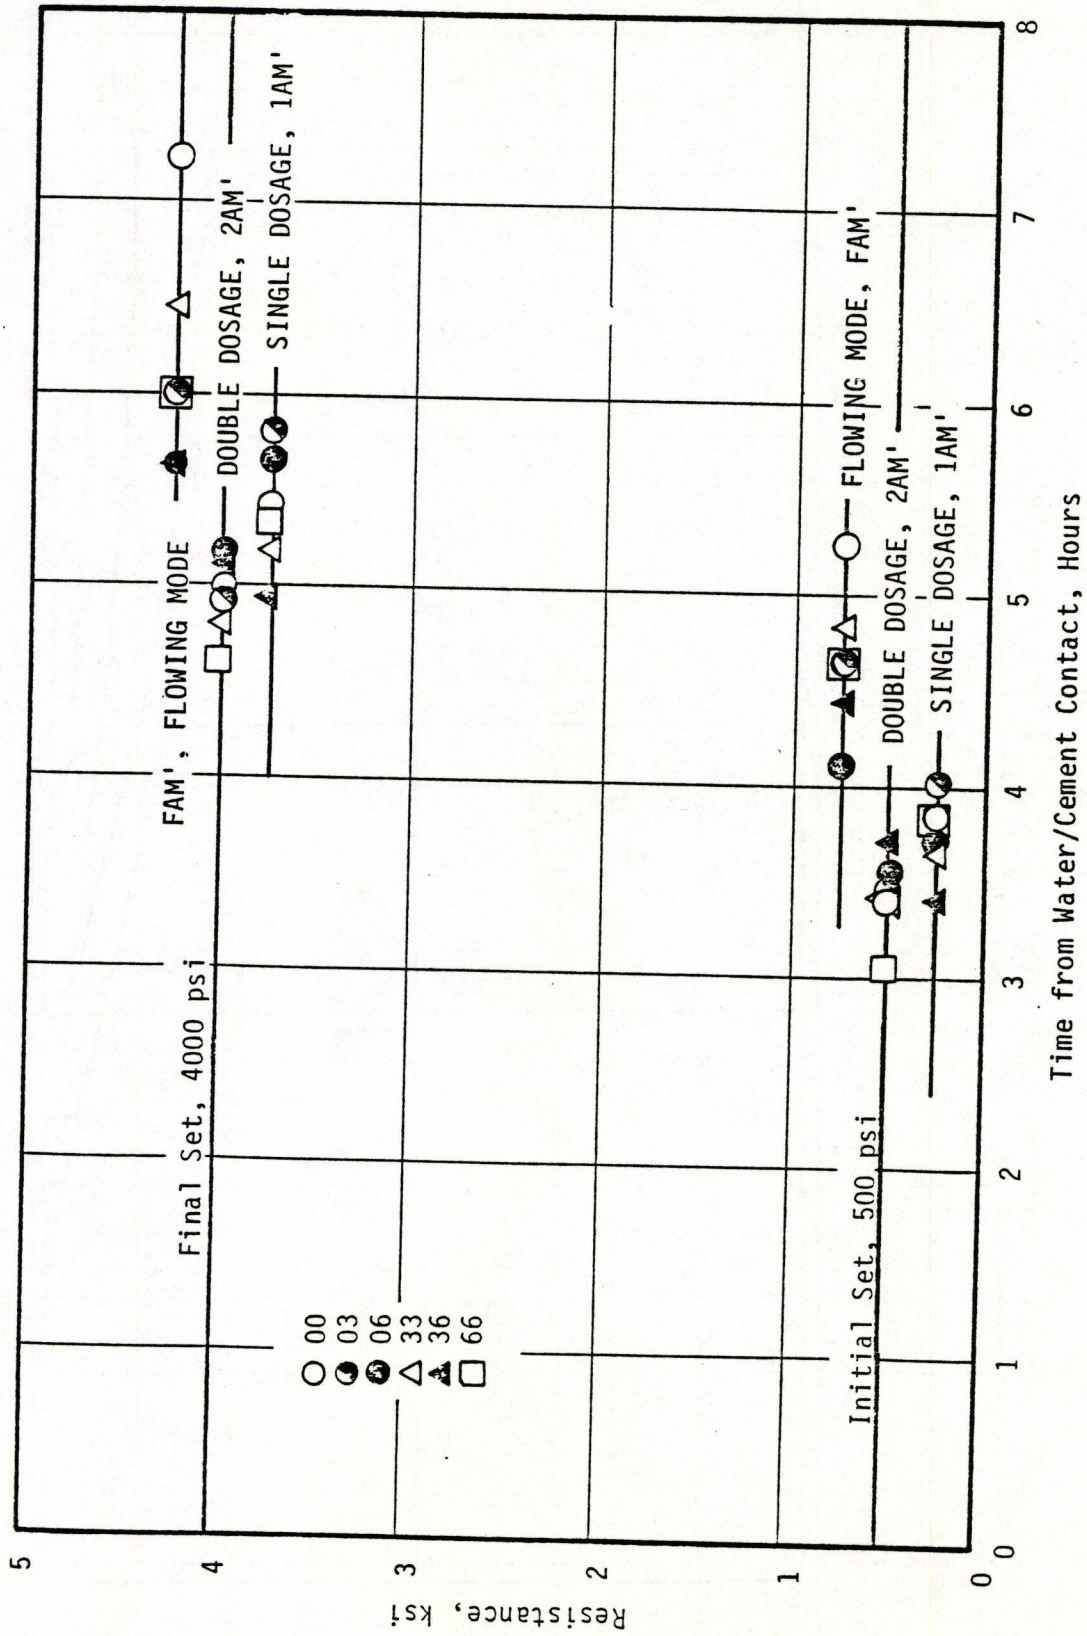 5
4
3
2
1
0
Resistance, ksi
Final Set, 4000 psi
FAM', FLOWING MODE
DOUBLE DOSAGE, 2AM'
SINGLE DOSAGE, 1AM'
00
03
06
33
36
66
Initial Set, 500 psi
FLOWING MODE, FAM'
DOUBLE DOSAGE, 2AM'
SINGLE DOSAGE, 1AM'
0
1
2
3
4
5
6
7
8
Time from Water/Cement Contact, Hours